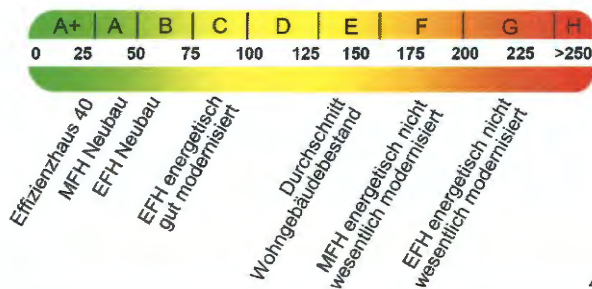 A+ A B C D E F G H
0 25 50 75 100 125 150 175 200 225 >250
Effizienzhaus 40
MFH Neubau
EFH Neubau
EFH energetisch
gut modernisiert
Durchschnitt
Wohngebäudebestand
MFH energetisch nicht
wesentlich modernisiert
EFH energetisch nicht
wesentlich modernisiert